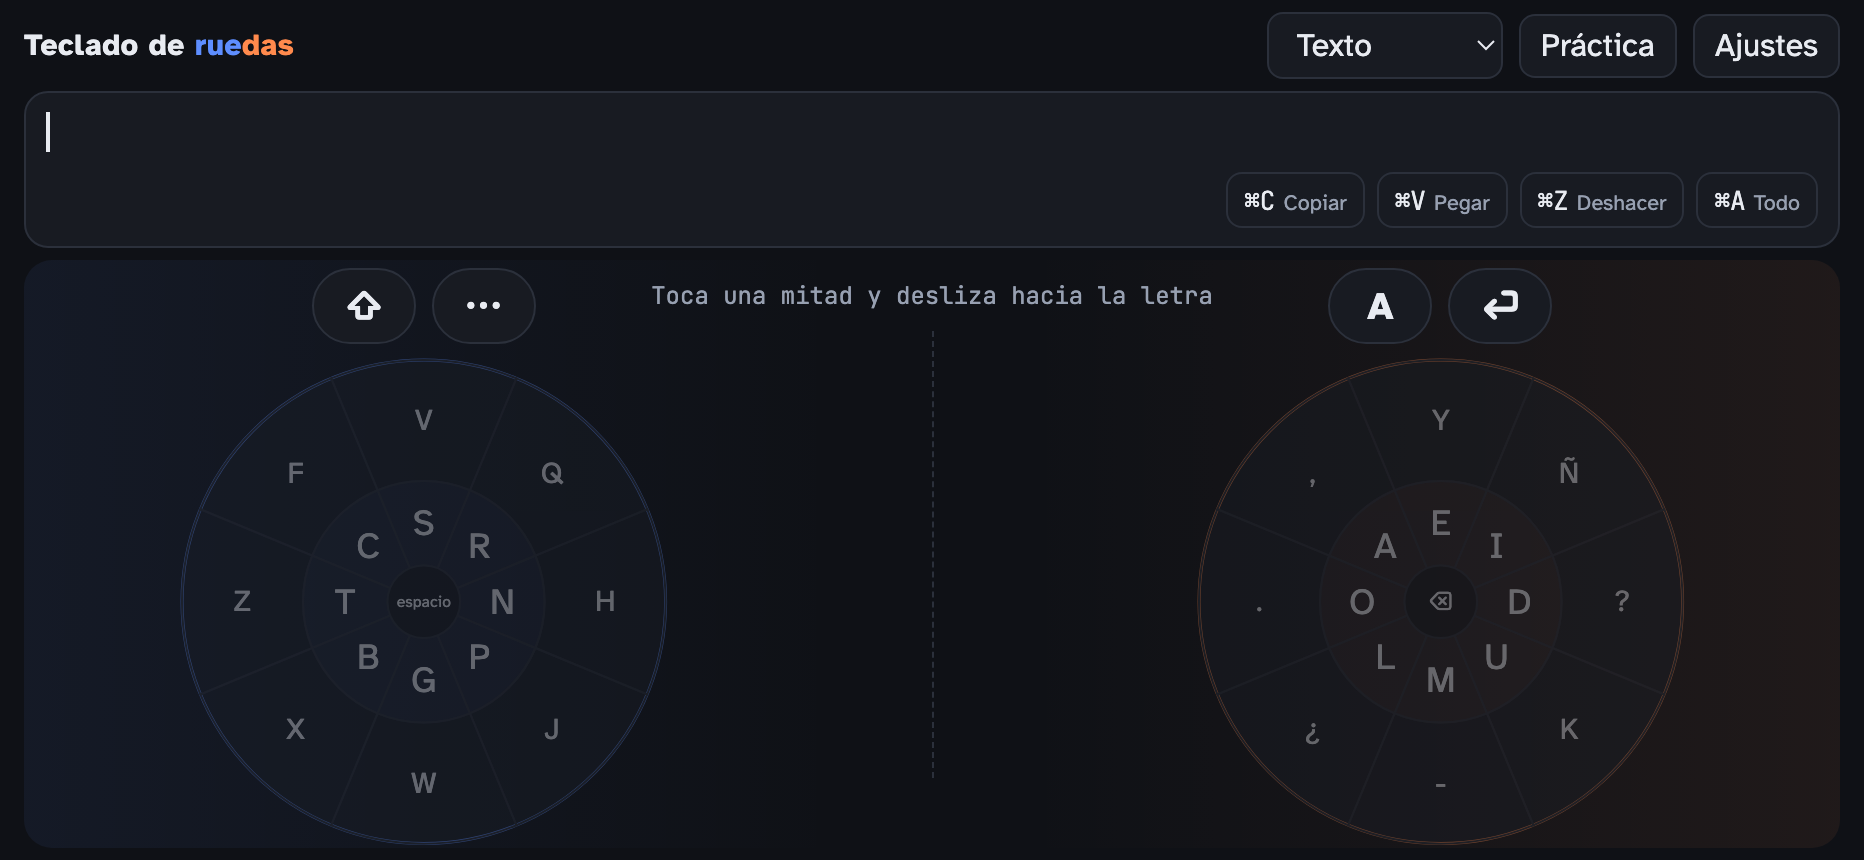 Teclado de ruedas
Texto Práctica Ajustes
⌘C Copiar ⌘V Pegar ⌘Z Deshacer ⌘A Todo
Toca una mitad y desliza hacia la letra
A
V
F Q
S
C R
Z T espacio N H
B P
G
X J
W
Y
, Ñ
E
A I
. O D ?
L U
M
¿ K
-